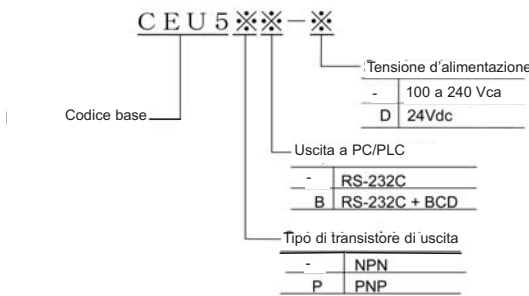 CEU5※※-※
Tensione d'alimentazione
- 100 a 240 Vca
Codice base
D 24Vdc
Uscita a PC/PLC
- RS-232C
B RS-232C + BCD
Tipo di transistore di uscita
- NPN
P PNP